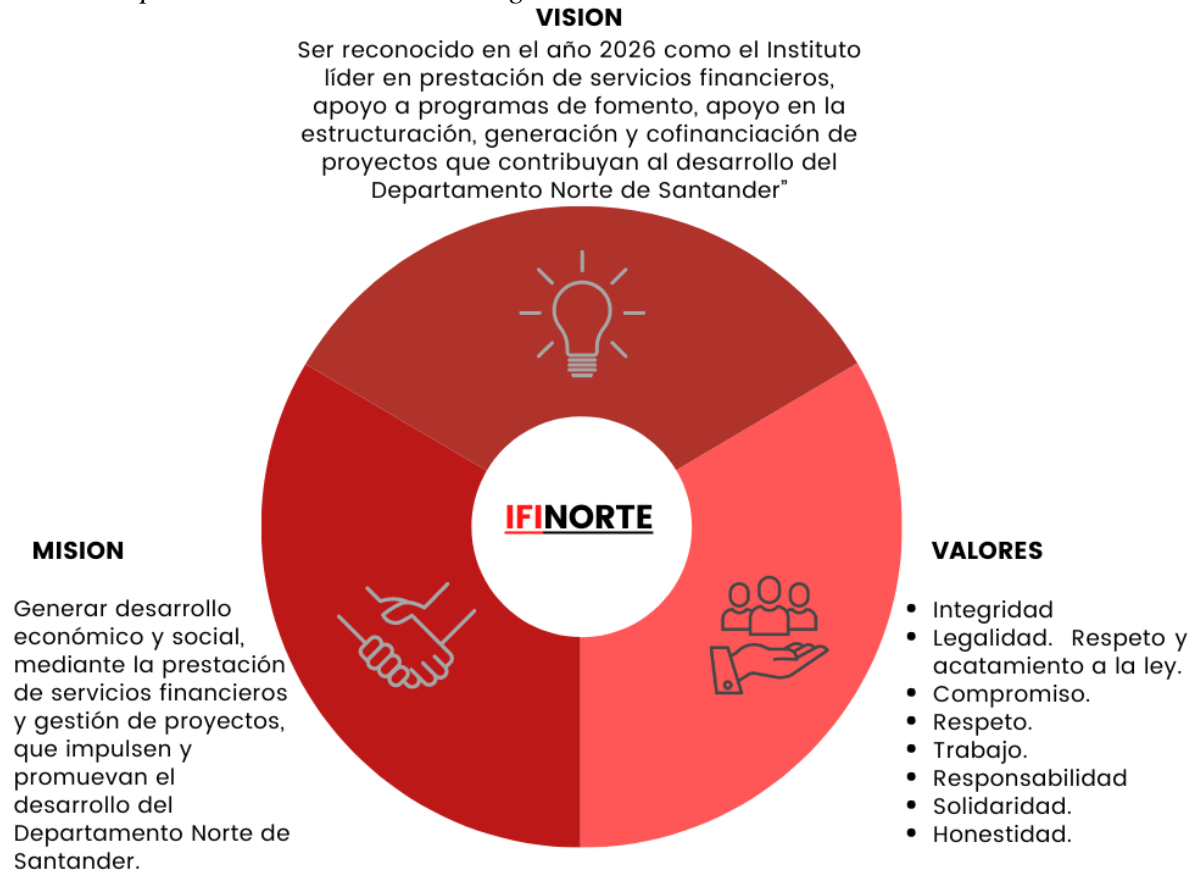 VISION
Ser reconocido en el año 2026 como el Instituto
líder en prestación de servicios financieros,
apoyo a programas de fomento, apoyo en la
estructuración, generación y cofinanciación de
proyectos que contribuyan al desarrollo del
Departamento Norte de Santander”
IFINORTE
MISION
Generar desarrollo
económico y social,
mediante la prestación
de servicios financieros
y gestión de proyectos,
que impulsen y
promuevan el
desarrollo del
Departamento Norte de
Santander.
VALORES
• Integridad
• Legalidad. Respeto y
acatamiento a la ley.
• Compromiso.
• Respeto.
• Trabajo.
• Responsabilidad
• Solidaridad.
• Honestidad.